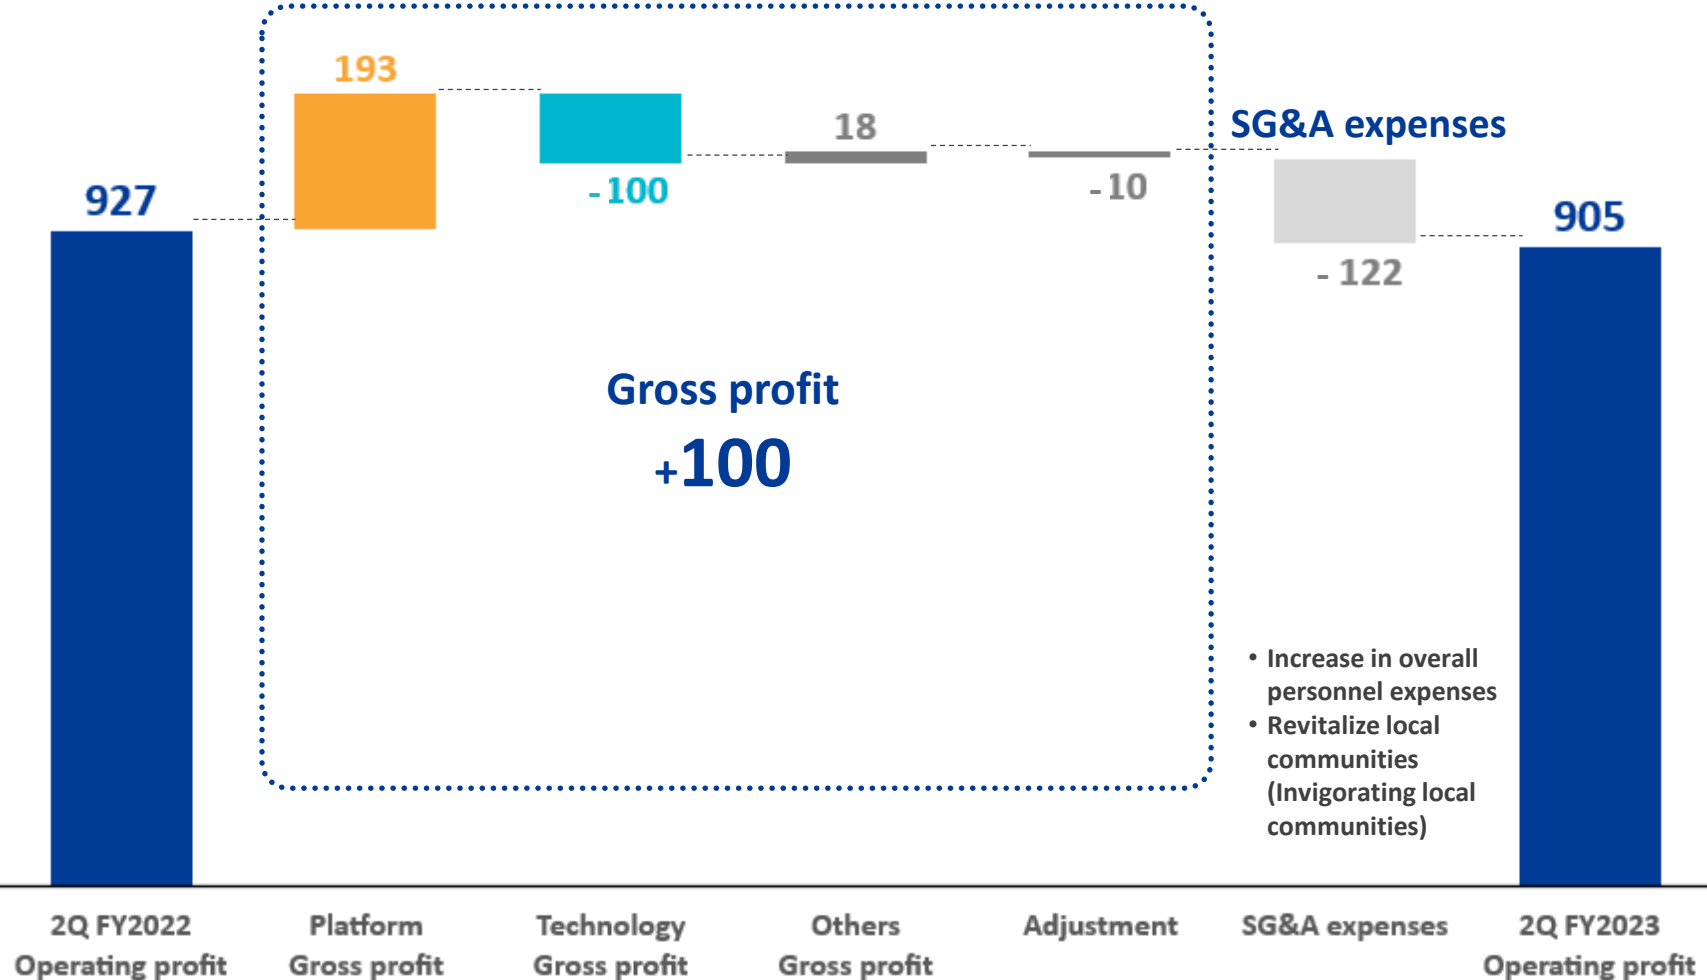 193
SG&A expenses
18
927
- 100
- 10
905
- 122
Gross profit
+100
• Increase in overall
personnel expenses
• Revitalize local
communities
(Invigorating local
communities)
2Q FY2022
Operating profit
Platform
Gross profit
Technology
Gross profit
Others
Gross profit
Adjustment
SG&A expenses
2Q FY2023
Operating profit